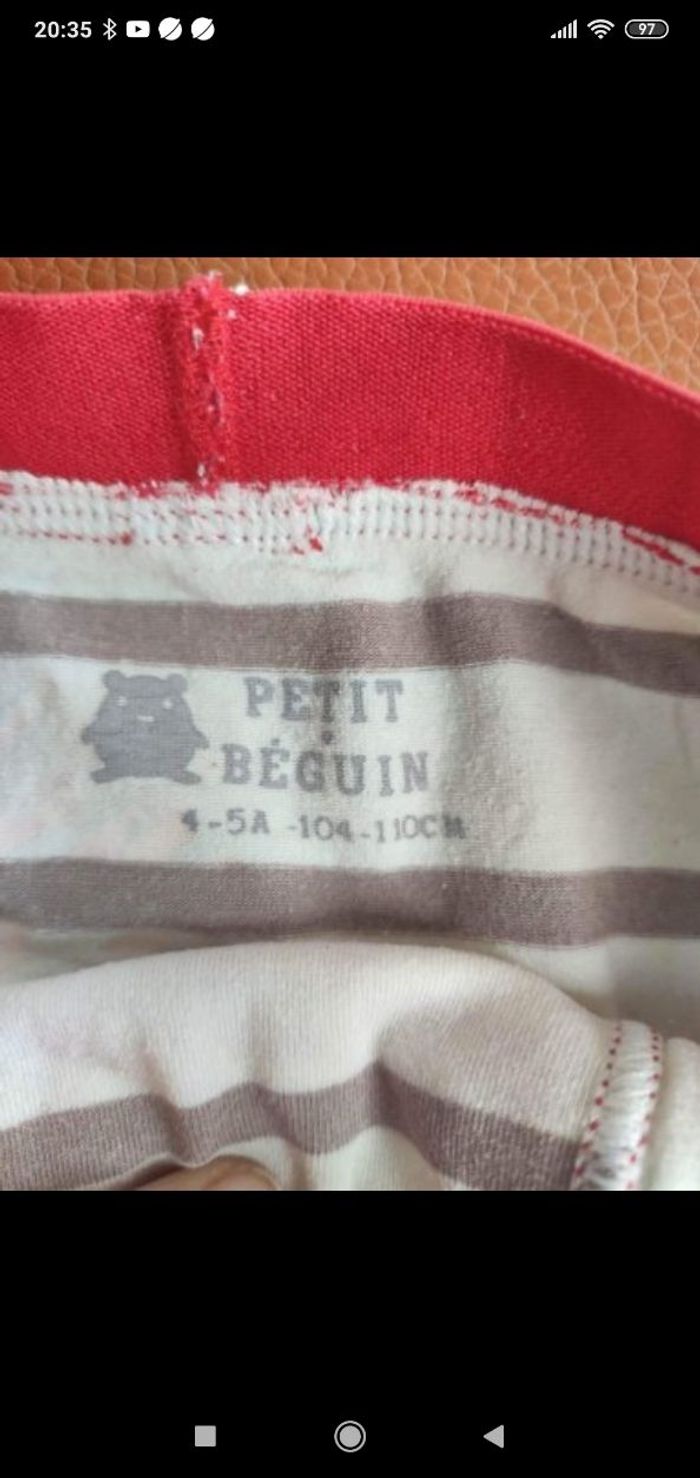 20:35
97
PETIT
BÉGUIN
4-5A -104-110CM